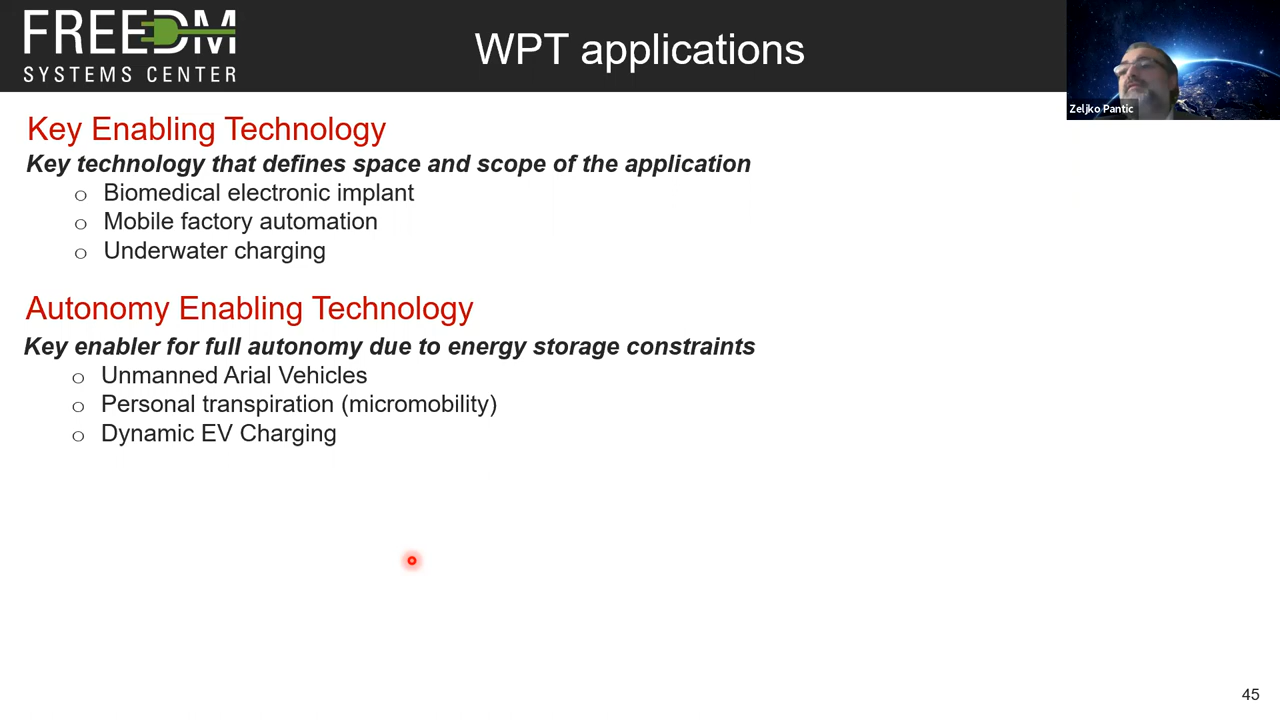 FREEDM
SYSTEMS CENTER
WPT applications
Zeljko Pantic
Key Enabling Technology
Key technology that defines space and scope of the application
o Biomedical electronic implant
o Mobile factory automation
o Underwater charging
Autonomy Enabling Technology
Key enabler for full autonomy due to energy storage constraints
o Unmanned Arial Vehicles
o Personal transpiration (micromobility)
o Dynamic EV Charging
45